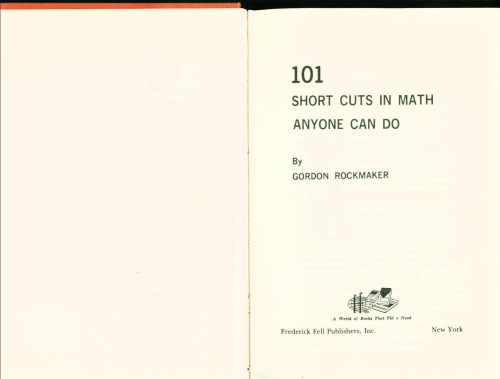 101
SHORT CUTS IN MATH
ANYONE CAN DO
By
GORDON ROCKMAKER
A World of Books That Fill a Need
Frederick Fell Publishers, Inc. New York